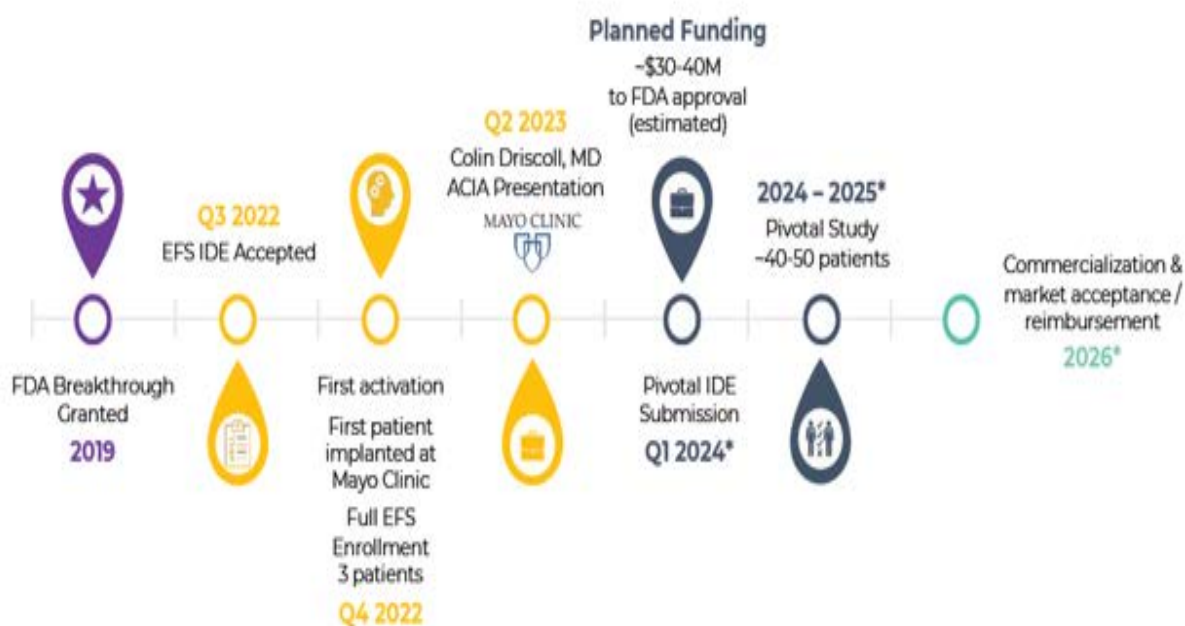 FDA Breakthrough
Granted
2019
Q3 2022
EFS IDE Accepted
First activation
First patient
implanted at
Mayo Clinic
Full EFS
Enrollment
3 patients
Q4 2022
Q2 2023
Colin Driscoll, MD
ACIA Presentation
MAYO CLINIC
Planned Funding
~$30-40M
to FDA approval
(estimated)
Pivotal IDE
Submission
Q1 2024*
2024 – 2025*
Pivotal Study
~40-50 patients
Commercialization &
market acceptance /
reimbursement
2026*